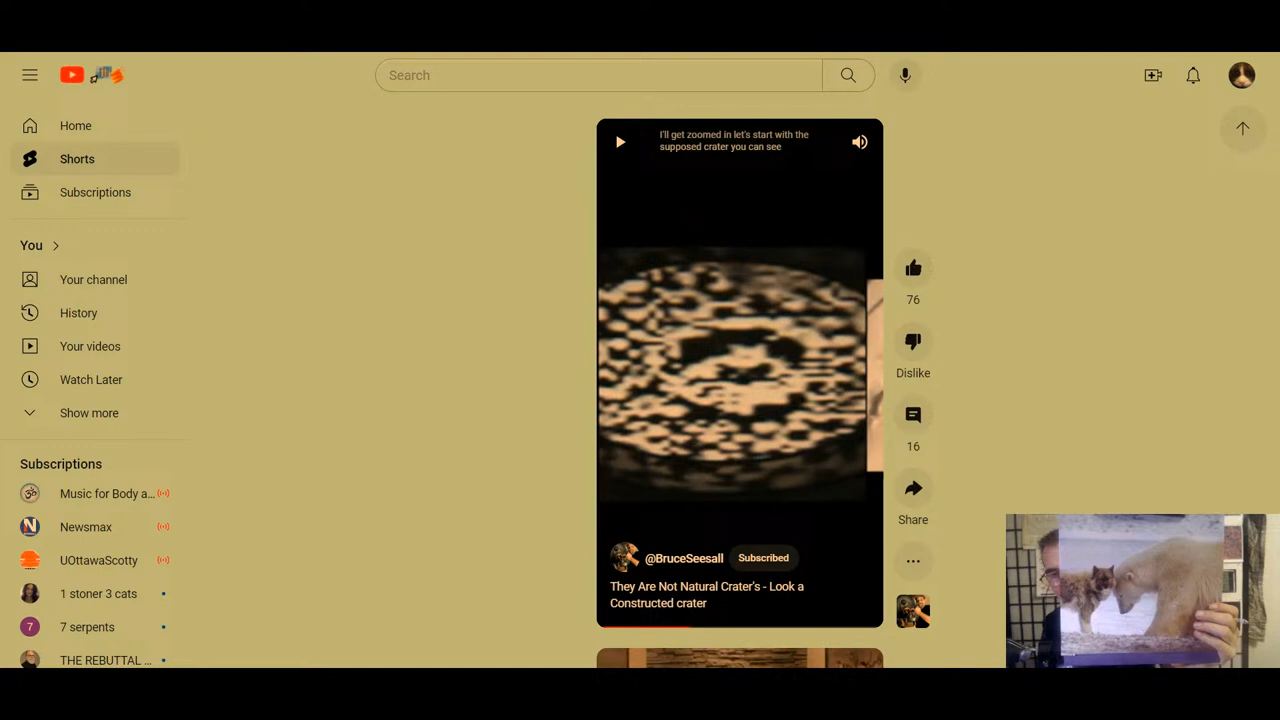 Search
Home
Shorts
Subscriptions
You
Your channel
History
Your videos
Watch Later
Show more
Subscriptions
Music for Body a...
Newsmax
UOttawaScotty
1 stoner 3 cats
7 serpents
THE REBUTTAL ...
I'll get zoomed in let's start with the
supposed crater you can see
@BruceSeesall Subscribed
They Are Not Natural Crater's - Look a
Constructed crater
76
Dislike
16
Share